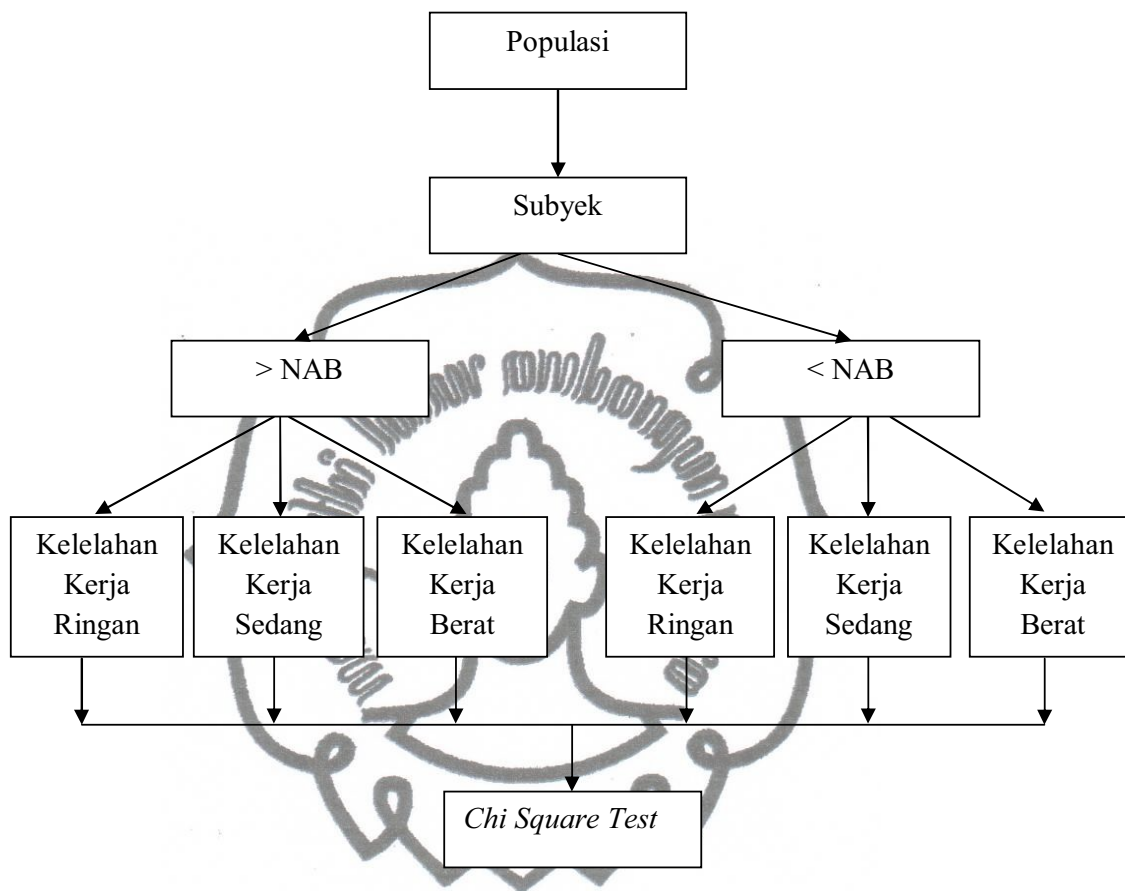 Populasi
Subyek
> NAB
< NAB
Kelelahan
Kerja
Ringan
Kelelahan
Kerja
Sedang
Kelelahan
Kerja
Berat
Kelelahan
Kerja
Ringan
Kelelahan
Kerja
Sedang
Kelelahan
Kerja
Berat
Chi Square Test